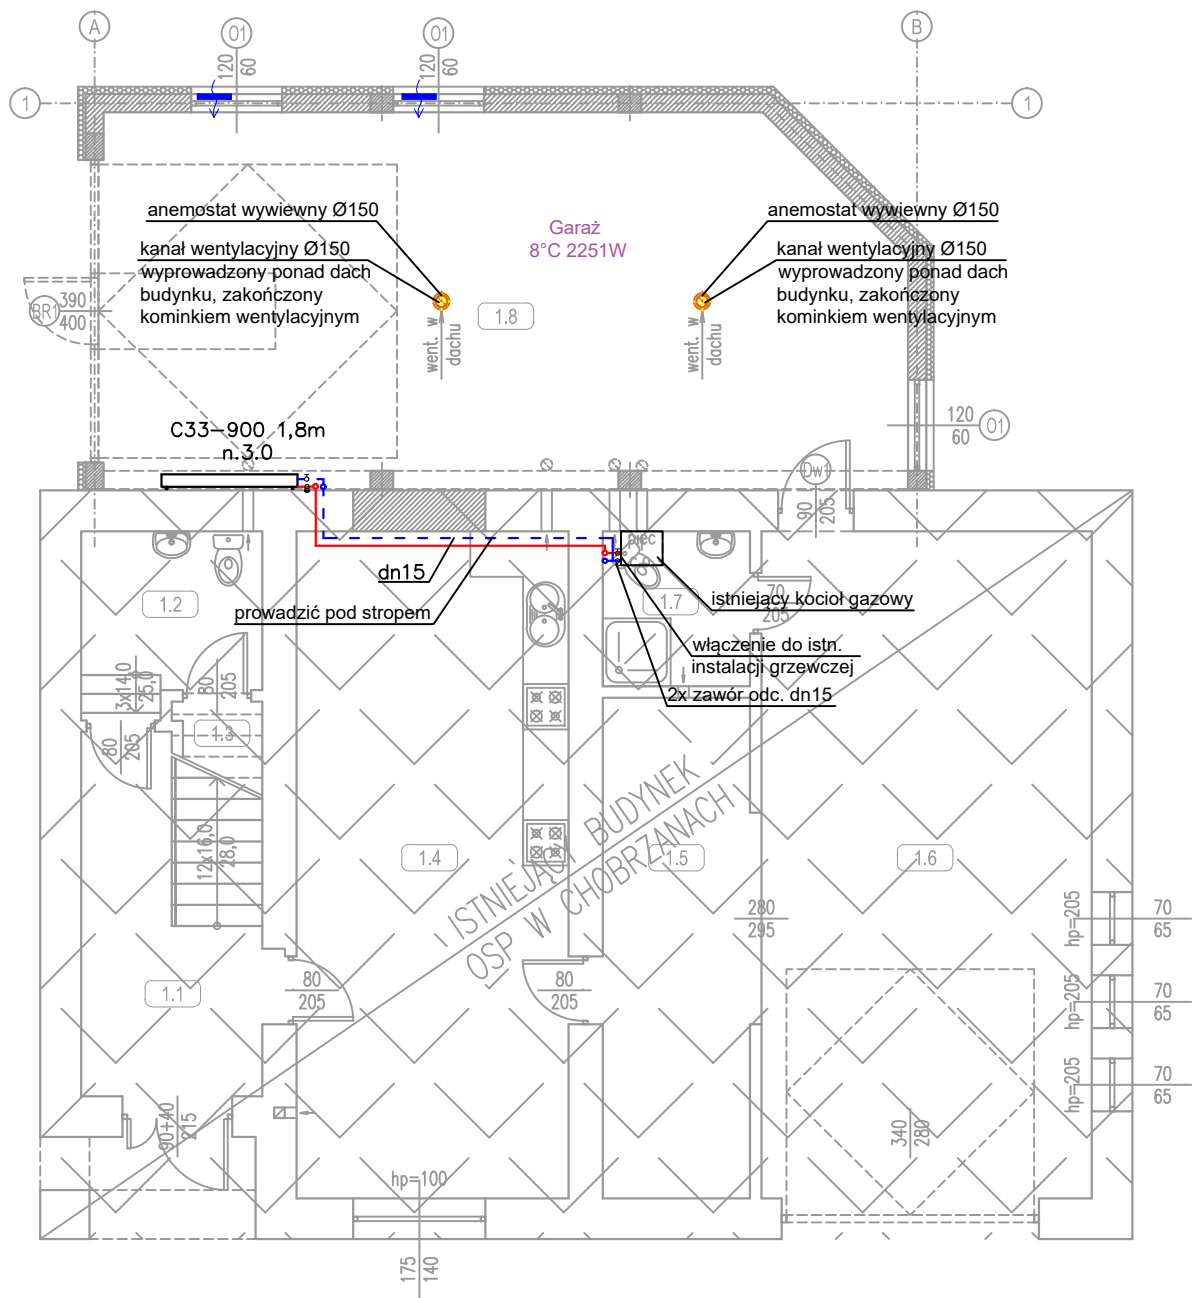 A
O1
O1
B
120
60
120
60
1
1
anemostat wywiewny Ø150
kanał wentylacyjny Ø150
wyprowadzony ponad dach
budynku, zakończony
kominkiem wentylacyjnym
Garaż
8°C 2251W
anemostat wywiewny Ø150
kanał wentylacyjny Ø150
wyprowadzony ponad dach
budynku, zakończony
kominkiem wentylacyjnym
BR1
390
400
1.8
went. w
dachu
went. w
dachu
120
60
O1
C33-900 1,8m
n.3.0
Dw1
90
205
piec
dn15
prowadzić pod stropem
1.2
1.7
istniejący kocioł gazowy
70
205
włączenie do istn.
instalacji grzewczej
2x zawór odc. dn15
3x14,0
25,0
80
205
80
205
1.3
12x16,0
28,0
1.4
1.5
1.6
ISTNIEJĄCY BUDYNEK
OSP W CHOBRZANACH
280
295
hp=205
70
65
1.1
80
205
80
205
hp=205
70
65
hp=205
70
65
90+40
215
340
280
hp=100
175
140